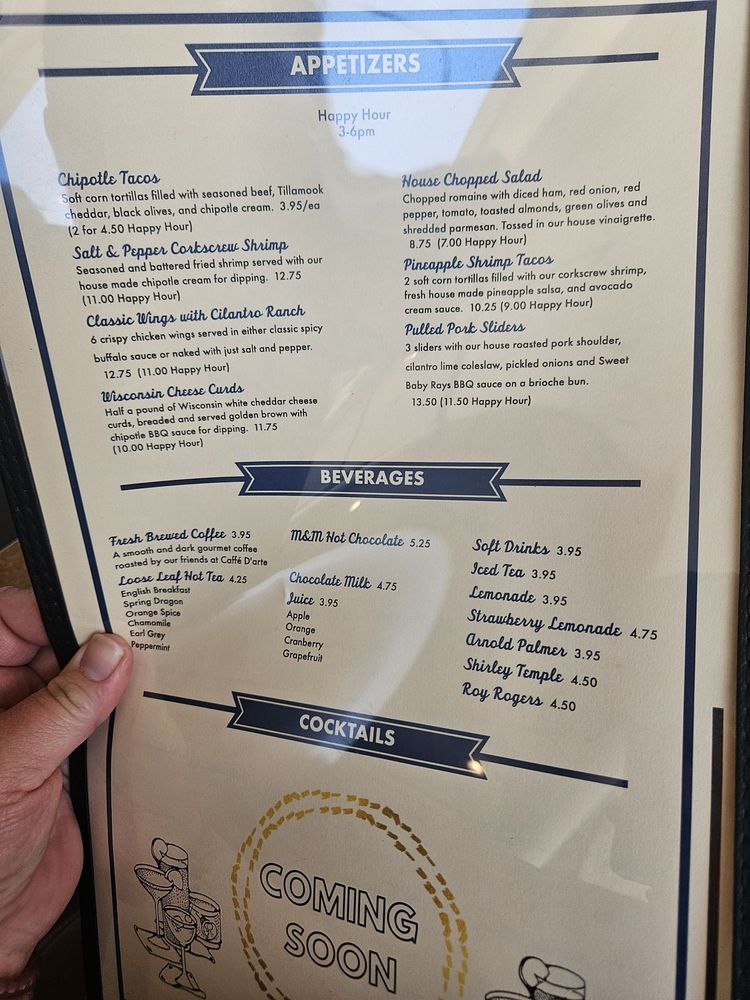 APPETIZERS
Happy Hour
3-6pm
Chipotle Tacos
Soft corn tortillas filled with seasoned beef, Tillamook
cheddar, black olives, and chipotle cream. 3.95/ea
(2 for 4.50 Happy Hour)
Salt & Pepper Corkscrew Shrimp
Seasoned and battered fried shrimp served with our
house made chipotle cream for dipping. 12.75
(11.00 Happy Hour)
Classic Wings with Cilantro Ranch
6 crispy chicken wings served in either classic spicy
buffalo sauce or naked with just salt and pepper.
12.75 (11.00 Happy Hour)
Wisconsin Cheese Curds
Half a pound of Wisconsin white cheddar cheese
curds, breaded and served golden brown with
chipotle BBQ sauce for dipping. 11.75
(10.00 Happy Hour)
House Chopped Salad
Chopped romaine with diced ham, red onion, red
pepper, tomato, toasted almonds, green olives and
shredded parmesan. Tossed in our house vinaigrette.
8.75 (7.00 Happy Hour)
Pineapple Shrimp Tacos
2 soft corn tortillas filled with our corkscrew shrimp,
fresh house made pineapple salsa, and avocado
cream sauce. 10.25 (9.00 Happy Hour)
Pulled Pork Sliders
3 sliders with our house roasted pork shoulder,
cilantro lime coleslaw, pickled onions and Sweet
Baby Rays BBQ sauce on a brioche bun.
13.50 (11.50 Happy Hour)
BEVERAGES
Fresh Brewed Coffee 3.95
A smooth and dark gourmet coffee
roasted by our friends at Caffé D'arte
Loose Leaf Hot Tea 4.25
English Breakfast
Spring Dragon
Orange Spice
Chamomile
Earl Grey
Peppermint
M&M Hot Chocolate 5.25
Chocolate Milk 4.75
Juice 3.95
Apple
Orange
Cranberry
Grapefruit
Soft Drinks 3.95
Iced Tea 3.95
Lemonade 3.95
Strawberry Lemonade 4.75
Arnold Palmer 3.95
Shirley Temple 4.50
Roy Rogers 4.50
COCKTAILS
COMING
SOON